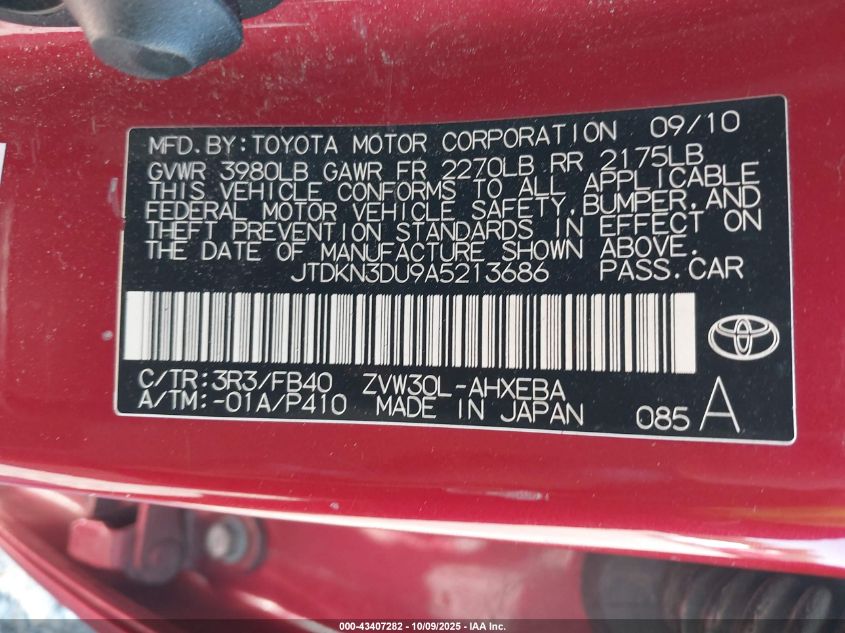 MFD. BY: TOYOTA MOTOR CORPORATION 09/10
GVWR 3980LB GAWR FR 2270LB RR 2175LB
THIS VEHICLE CONFORMS TO ALL APPLICABLE
FEDERAL MOTOR VEHICLE SAFETY, BUMPER, AND
THEFT PREVENTION STANDARDS IN EFFECT ON
THE DATE OF MANUFACTURE SHOWN ABOVE.
JTDKN3DU9A5213686 PASS.CAR
C/TR:3R3/FB40 ZVW30L-AHXEBA
A/TM:-01A/P410 MADE IN JAPAN 085 A
000-43407282 - 10/09/2025 - IAA Inc.